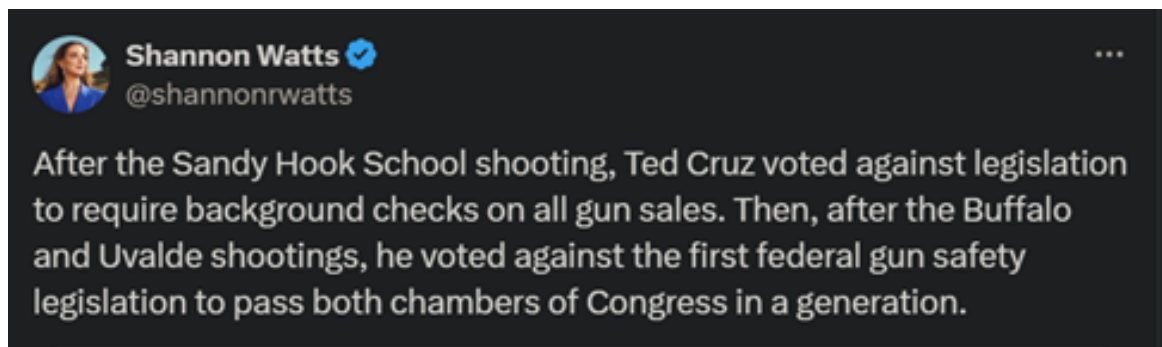 Shannon Watts
@shannonrwatts
After the Sandy Hook School shooting, Ted Cruz voted against legislation
to require background checks on all gun sales. Then, after the Buffalo
and Uvalde shootings, he voted against the first federal gun safety
legislation to pass both chambers of Congress in a generation.